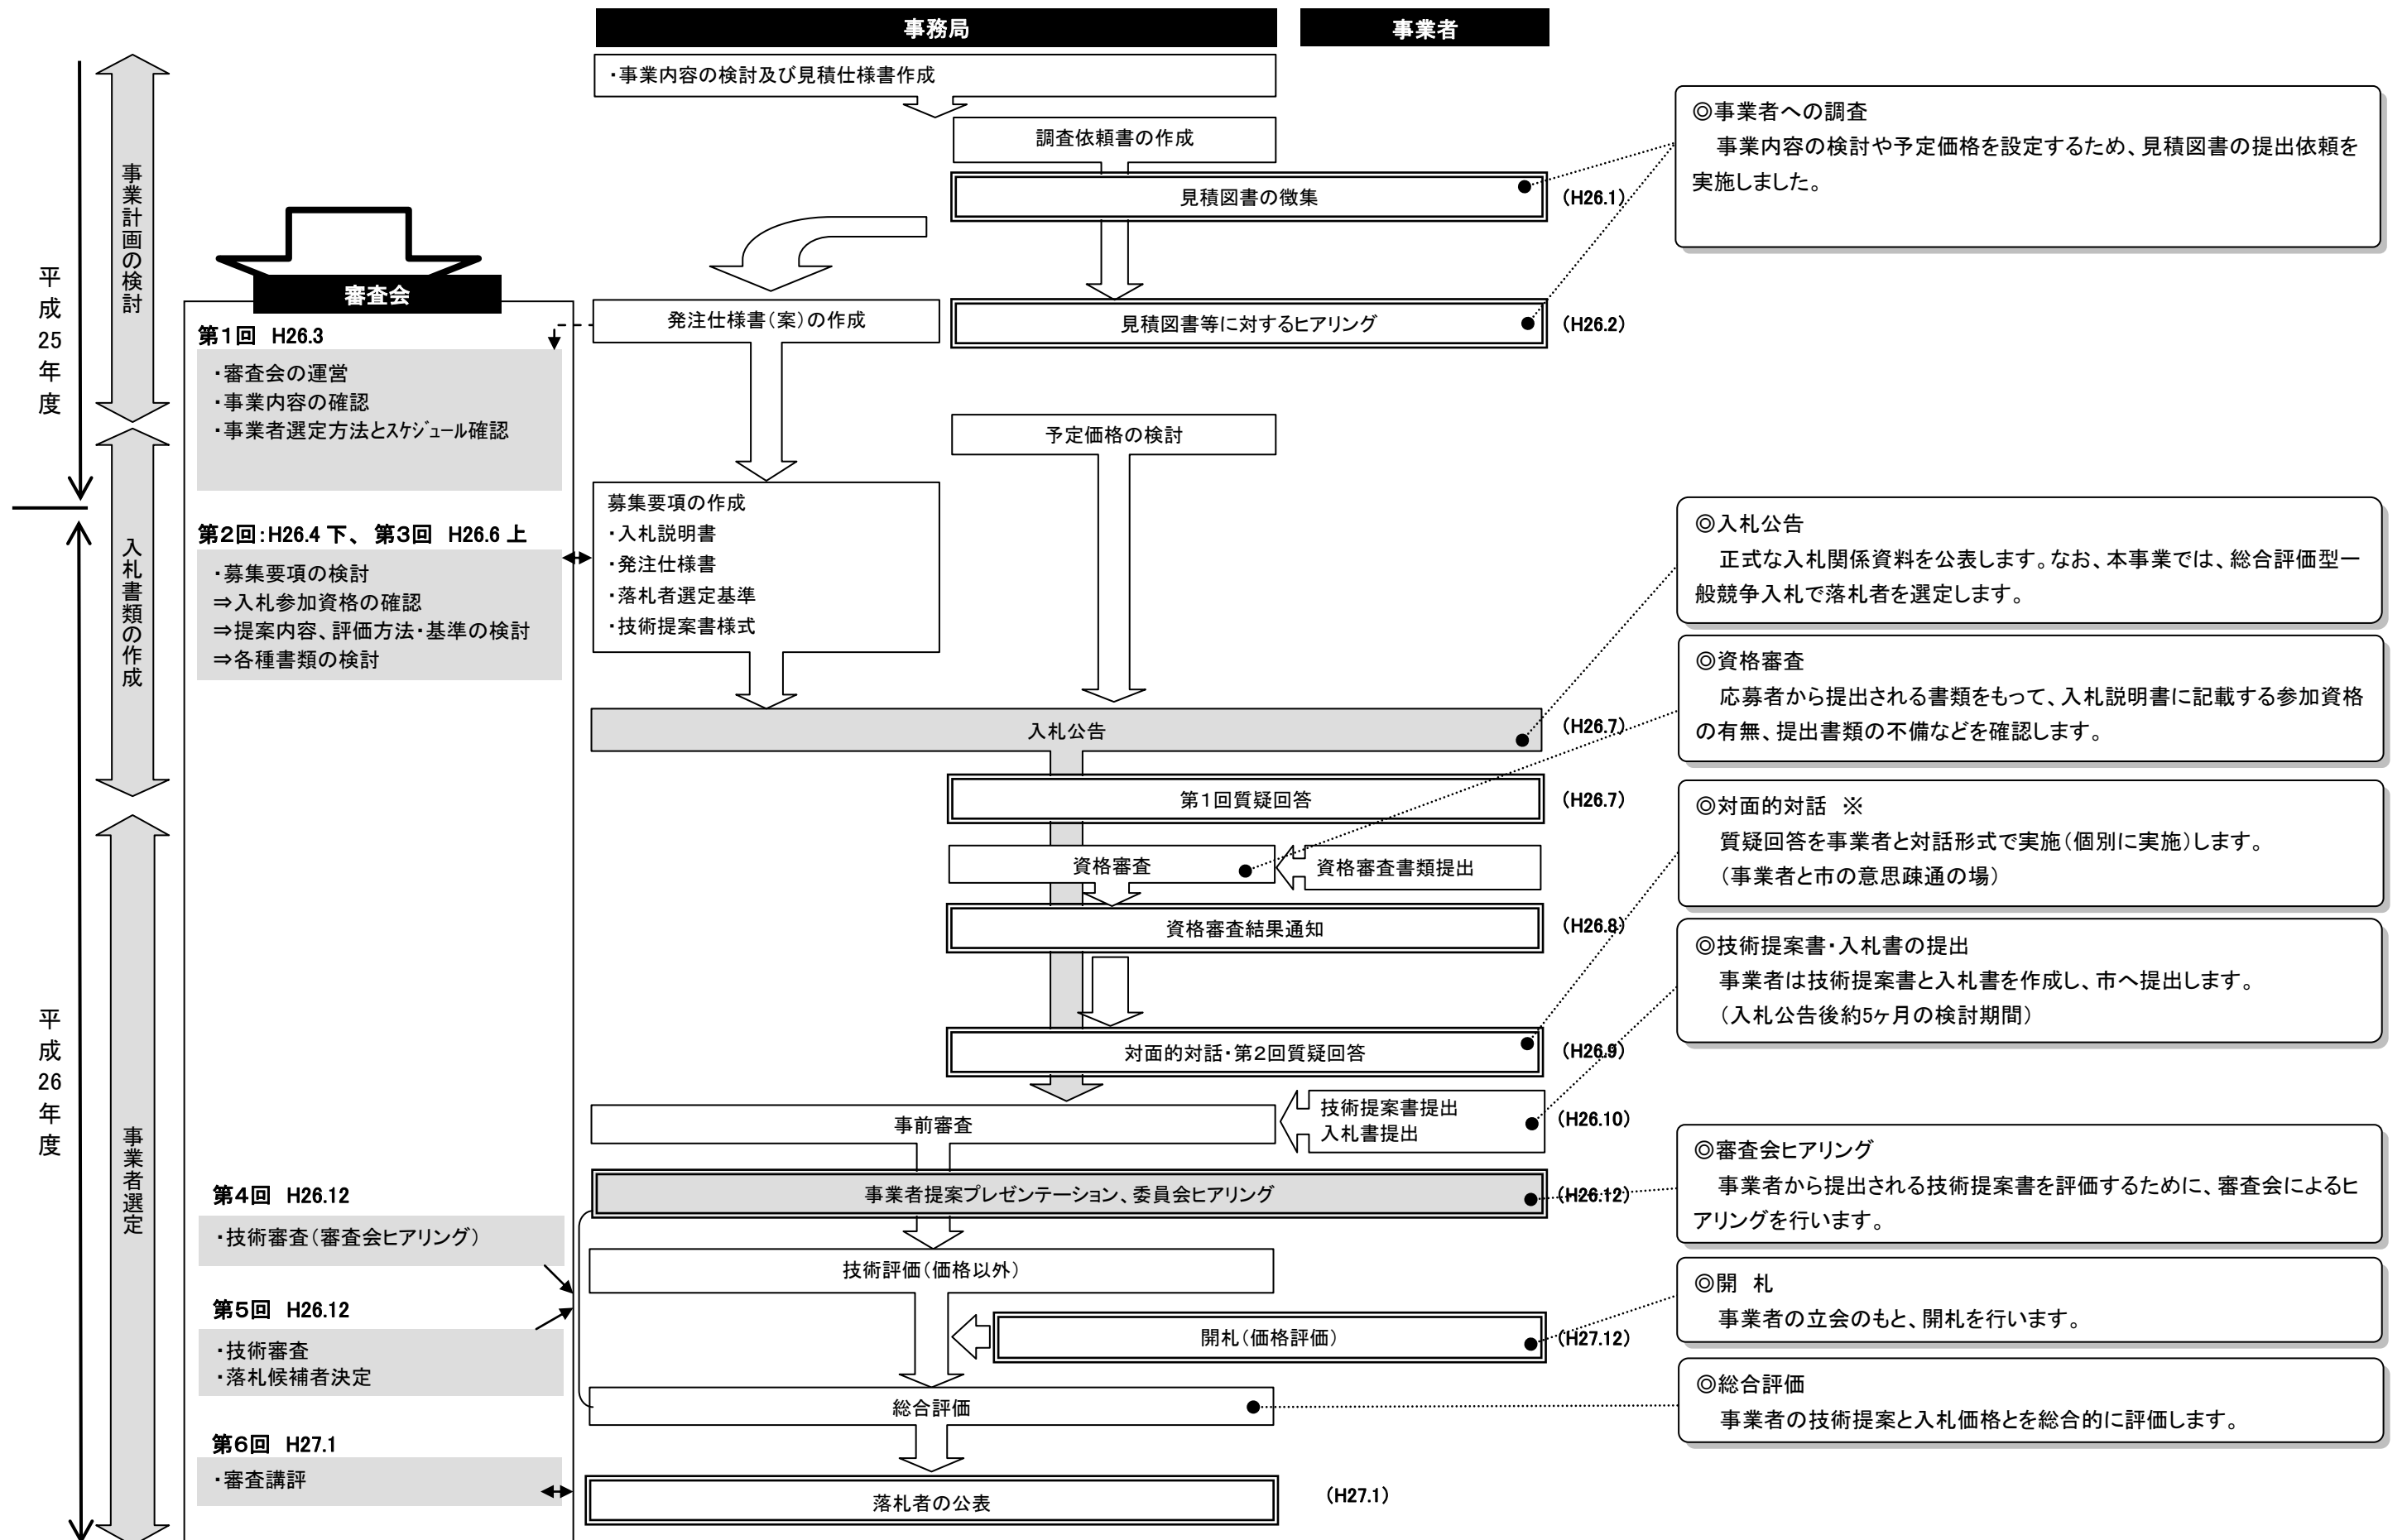 事務局
事業者
・事業内容の検討及び見積仕様書作成
調査依頼書の作成
見積図書の徴集
(H26.1)
◎事業者への調査
事業内容の検討や予定価格を設定するため、見積図書の提出依頼を
実施しました。
平成25年度
事業計画の検討
審査会
発注仕様書(案)の作成
見積図書等に対するヒアリング
(H26.2)
第1回 H26.3
・審査会の運営
・事業内容の確認
・事業者選定方法とスケジュール確認
予定価格の検討
入札書類の作成
第2回:H26.4 下、 第3回 H26.6 上
・募集要項の検討
⇒入札参加資格の確認
⇒提案内容、評価方法・基準の検討
⇒各種書類の検討
募集要項の作成
・入札説明書
・発注仕様書
・落札者選定基準
・技術提案書様式
◎入札公告
正式な入札関係資料を公表します。なお、本事業では、総合評価型一
般競争入札で落札者を選定します。
入札公告
(H26.7)
◎資格審査
応募者から提出される書類をもって、入札説明書に記載する参加資格
の有無、提出書類の不備などを確認します。
第1回質疑回答
(H26.7)
資格審査
資格審査書類提出
◎対面的対話 ※
質疑回答を事業者と対話形式で実施(個別に実施)します。
(事業者と市の意思疎通の場)
資格審査結果通知
(H26.8)
◎技術提案書・入札書の提出
事業者は技術提案書と入札書を作成し、市へ提出します。
(入札公告後約5ヶ月の検討期間)
対面的対話・第2回質疑回答
(H26.9)
平成26年度
事業者選定
事前審査
技術提案書提出
入札書提出
(H26.10)
◎審査会ヒアリング
事業者から提出される技術提案書を評価するために、審査会によるヒ
アリングを行います。
第4回 H26.12
・技術審査(審査会ヒアリング)
事業者提案プレゼンテーション、委員会ヒアリング
(H26.12)
技術評価(価格以外)
◎開 札
事業者の立会のもと、開札を行います。
第5回 H26.12
・技術審査
・落札候補者決定
開札(価格評価)
(H27.12)
◎総合評価
事業者の技術提案と入札価格とを総合的に評価します。
総合評価
第6回 H27.1
・審査講評
落札者の公表
(H27.1)